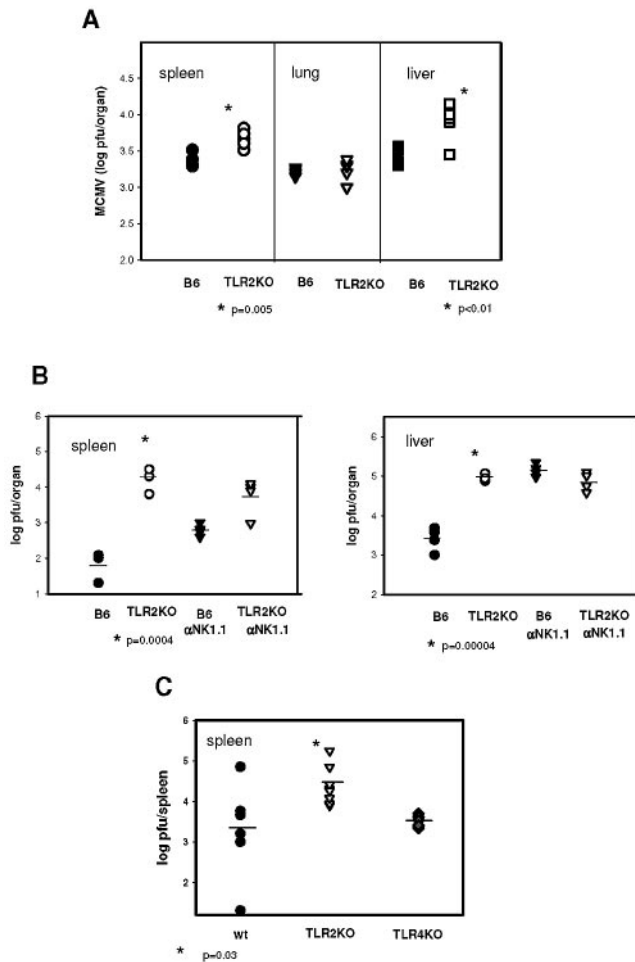 A
MCMV (log pfu/organ)
4.5
4.0
3.5
3.0
2.5
2.0
spleen
lung
liver
*
*
B6 TLR2KO B6 TLR2KO B6 TLR2KO
* p=0.005
* p<0.01
B
log pfu/organ
6
5
4
3
2
1
spleen
*
B6 TLR2KO B6 αNK1.1 TLR2KO αNK1.1
* p=0.0004
log pfu/organ
6
5
4
3
2
liver
*
B6 TLR2KO B6 αNK1.1 TLR2KO αNK1.1
* p=0.00004
C
log pfu/spleen
6
5
4
3
2
spleen
*
wt TLR2KO TLR4KO
* p=0.03